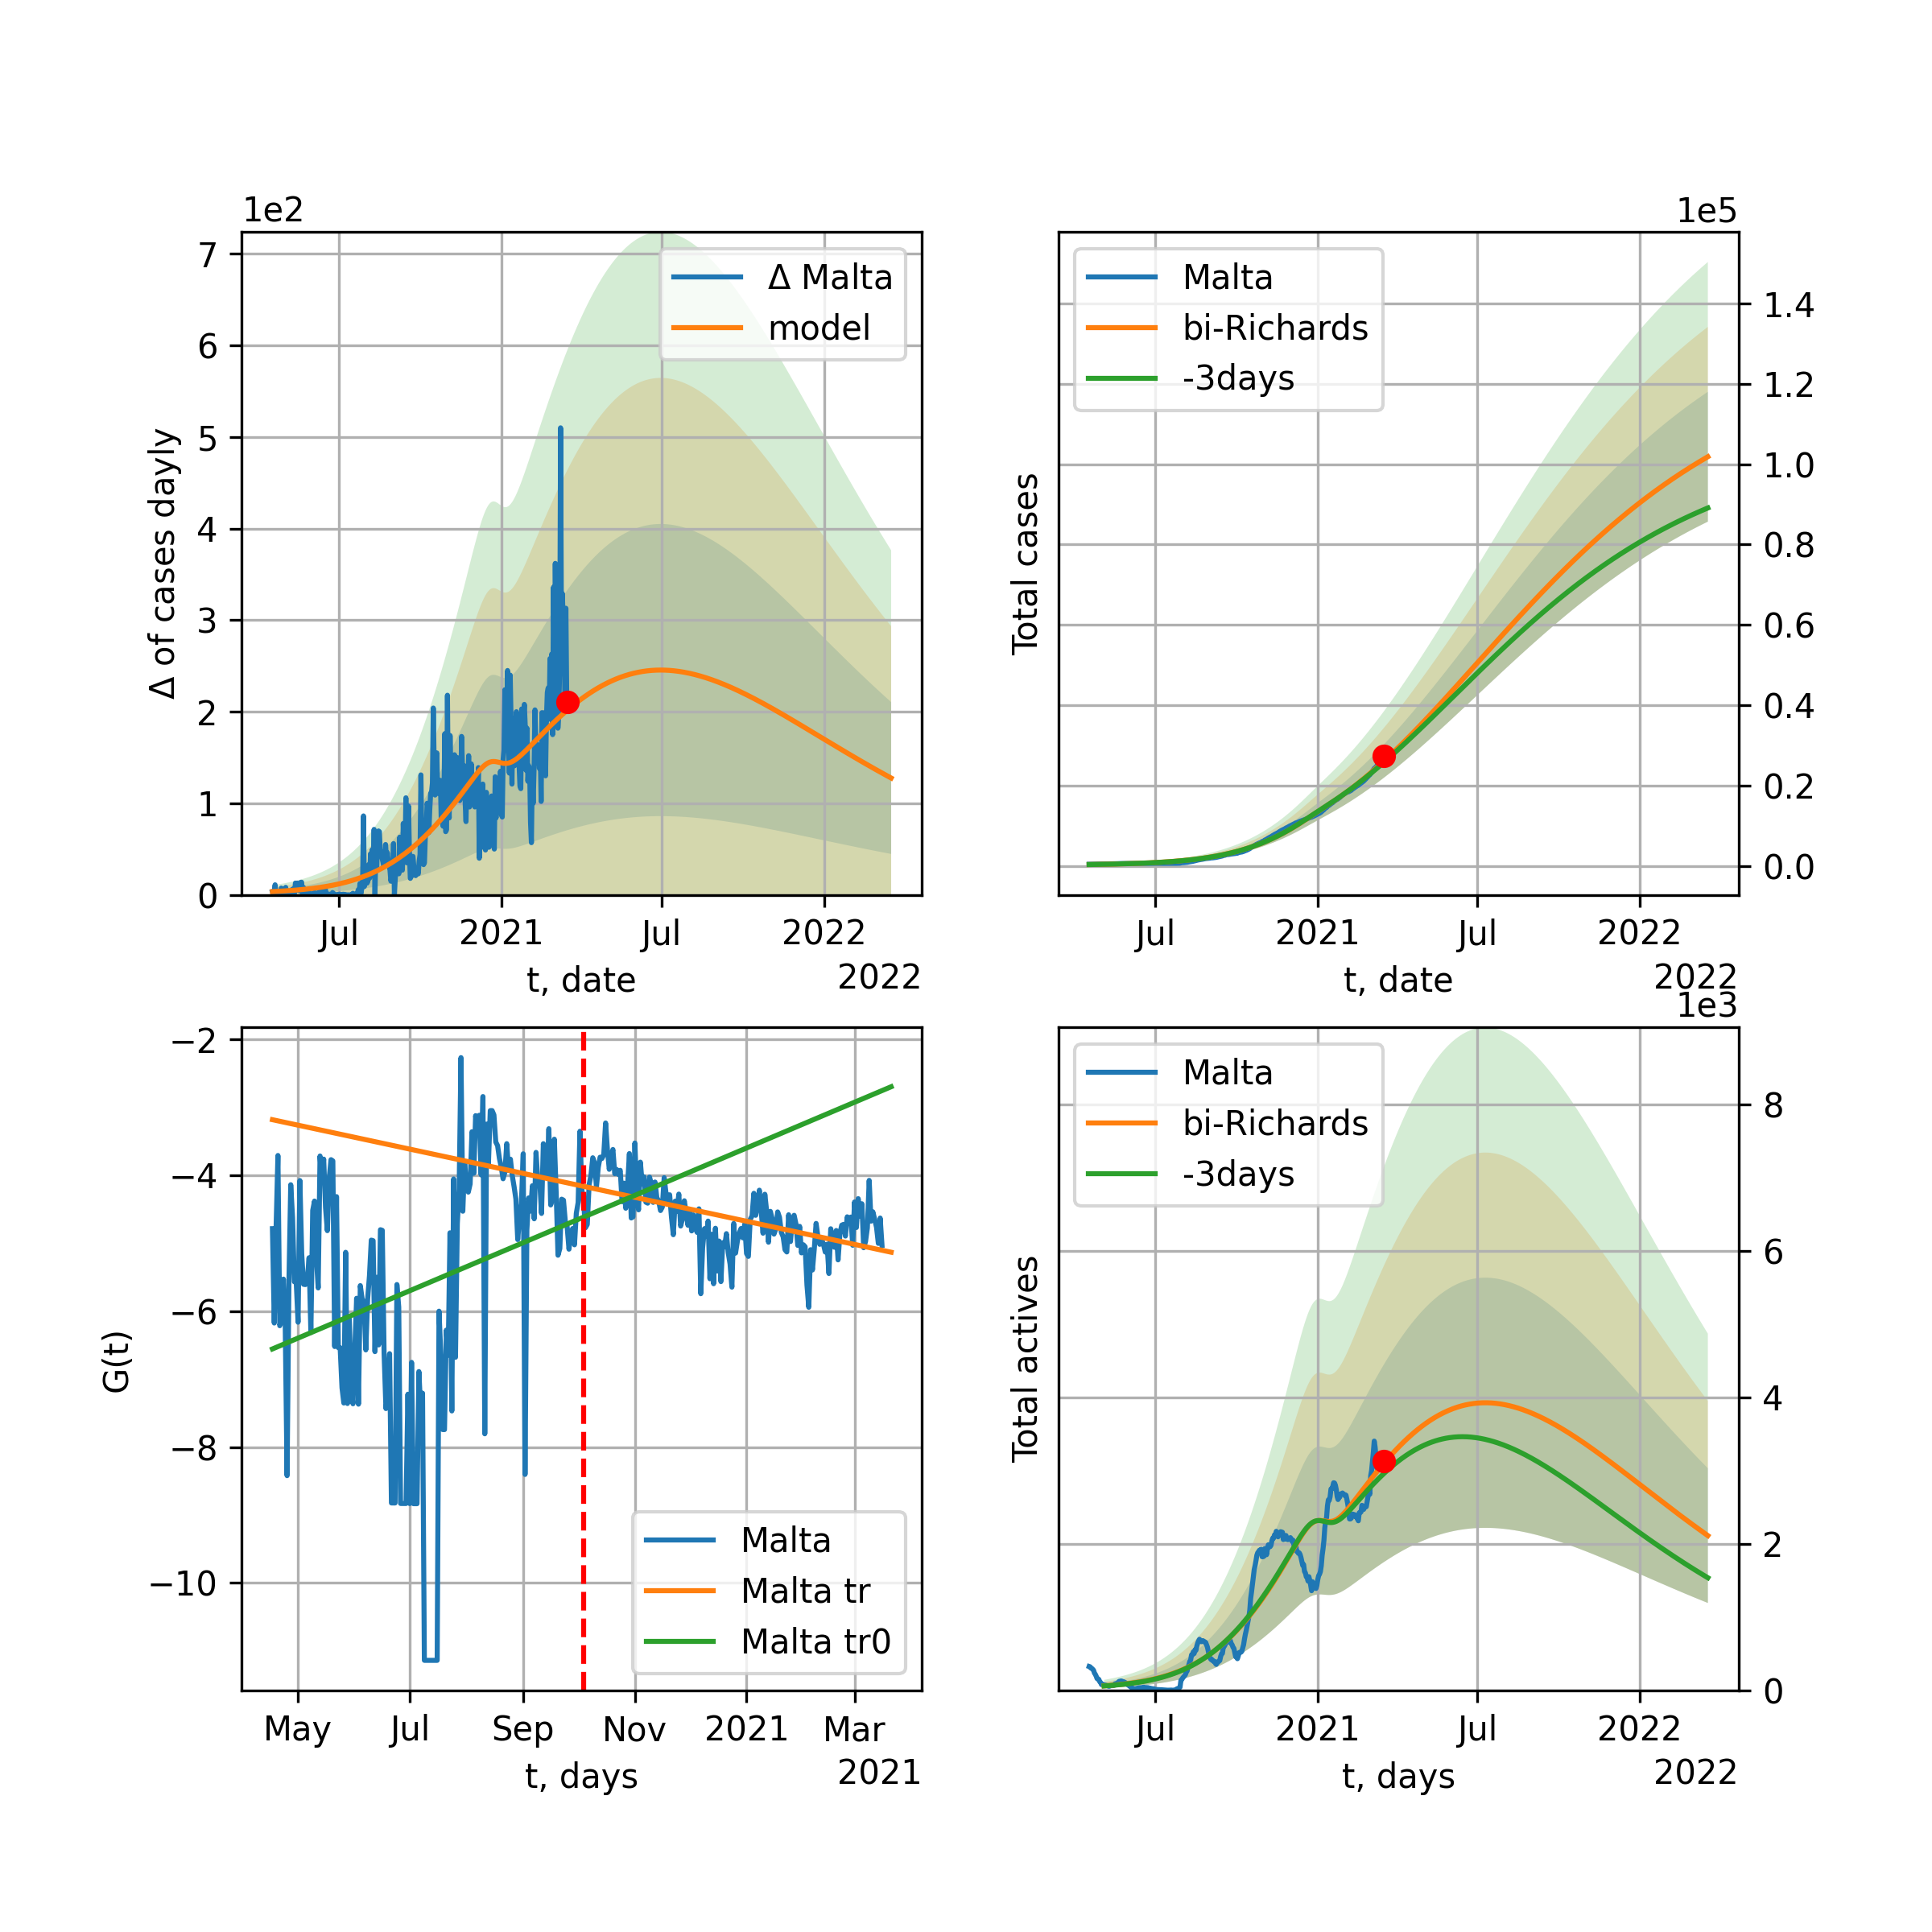 1e2
7
6
5
4
3
2
1
0
Δ of cases dayly
Δ Malta
model
Jul
2021
Jul
2022
t, date
2022
1e5
1.4
1.2
1.0
0.8
0.6
0.4
0.2
0.0
Total cases
Malta
bi-Richards
-3days
Jul
2021
Jul
2022
t, date
2022
−2
−4
−6
−8
−10
G(t)
Malta
Malta tr
Malta tr0
May
Jul
Sep
Nov
2021
Mar
t, days
2021
1e3
8
6
4
2
0
Total actives
Malta
bi-Richards
-3days
Jul
2021
Jul
2022
t, days
2022